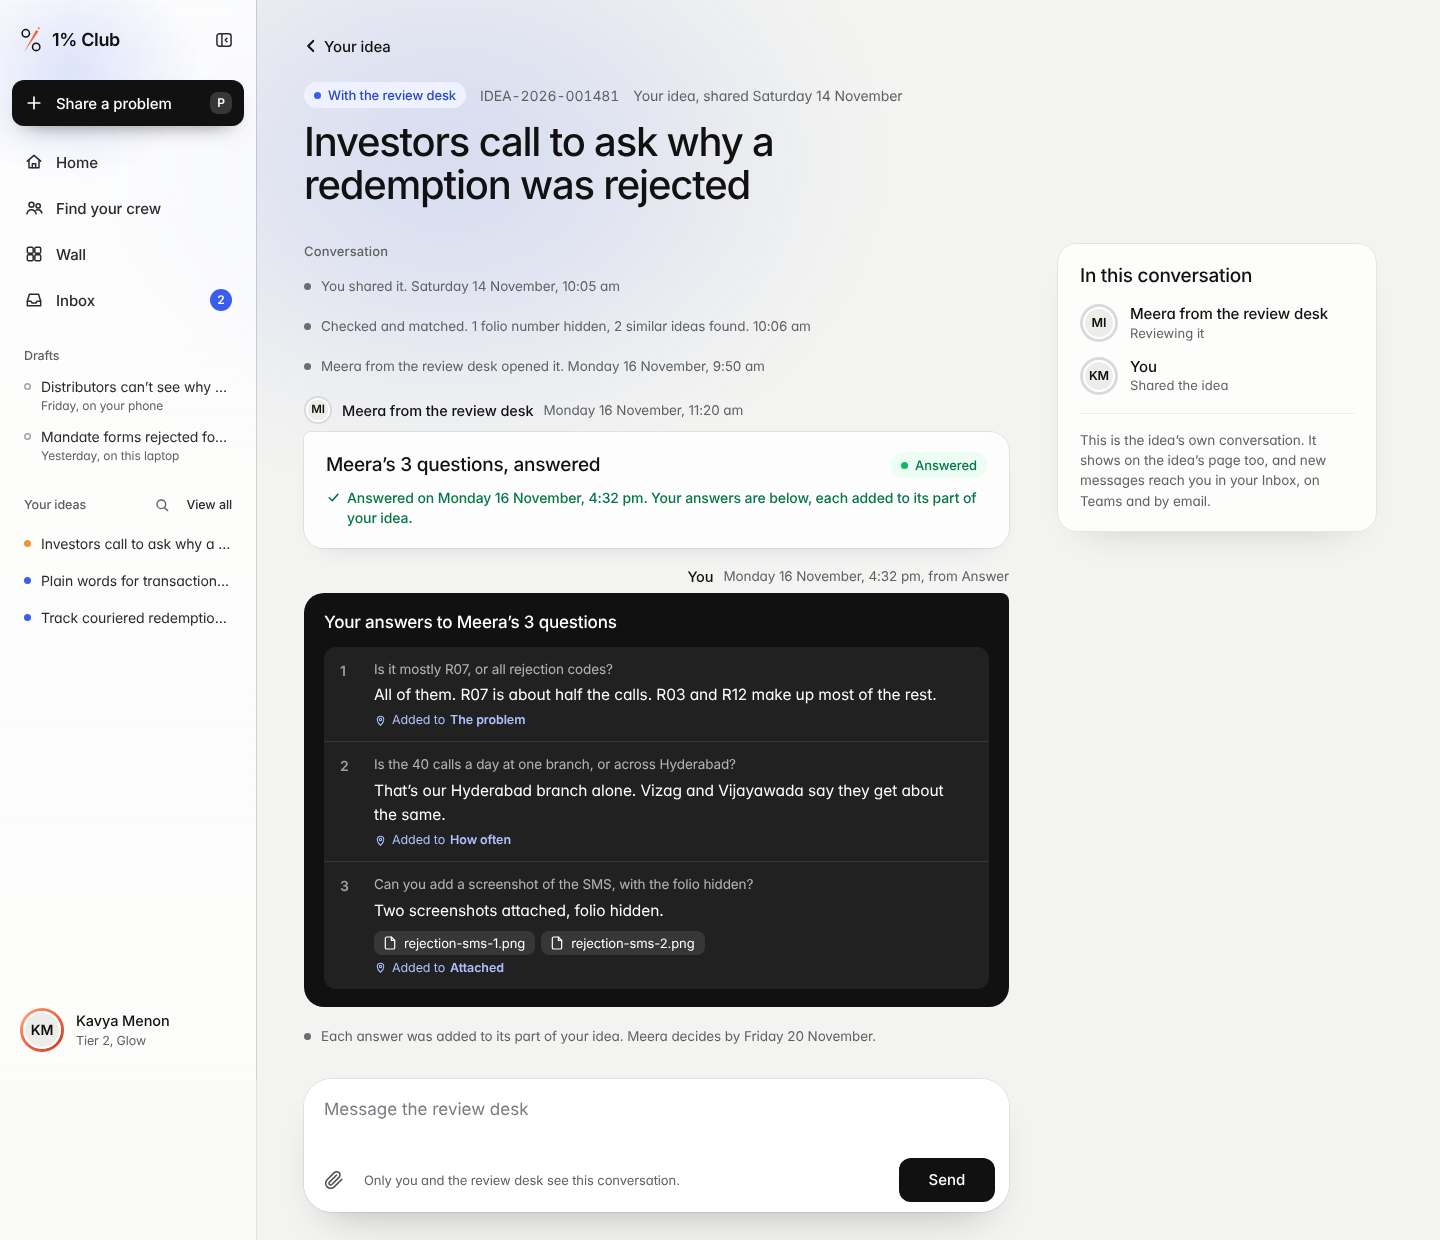 1% Club
Share a problem P
Home
Find your crew
Wall
Inbox 2
Drafts
Distributors can’t see why ...
Friday, on your phone
Mandate forms rejected fo...
Yesterday, on this laptop
Your ideas View all
Investors call to ask why a ...
Plain words for transaction...
Track couriered redemptio...
KM
Kavya Menon
Tier 2, Glow
Your idea
With the review desk IDEA-2026-001481 Your idea, shared Saturday 14 November
Investors call to ask why a
redemption was rejected
Conversation
You shared it. Saturday 14 November, 10:05 am
Checked and matched. 1 folio number hidden, 2 similar ideas found. 10:06 am
Meera from the review desk opened it. Monday 16 November, 9:50 am
MI Meera from the review desk Monday 16 November, 11:20 am
Meera’s 3 questions, answered Answered
Answered on Monday 16 November, 4:32 pm. Your answers are below, each added to its part of
your idea.
You Monday 16 November, 4:32 pm, from Answer
Your answers to Meera’s 3 questions
1 Is it mostly R07, or all rejection codes?
All of them. R07 is about half the calls. R03 and R12 make up most of the rest.
Added to The problem
2 Is the 40 calls a day at one branch, or across Hyderabad?
That’s our Hyderabad branch alone. Vizag and Vijayawada say they get about
the same.
Added to How often
3 Can you add a screenshot of the SMS, with the folio hidden?
Two screenshots attached, folio hidden.
rejection-sms-1.png rejection-sms-2.png
Added to Attached
Each answer was added to its part of your idea. Meera decides by Friday 20 November.
Message the review desk
Only you and the review desk see this conversation. Send
In this conversation
MI Meera from the review desk
Reviewing it
KM You
Shared the idea
This is the idea’s own conversation. It
shows on the idea’s page too, and new
messages reach you in your Inbox, on
Teams and by email.